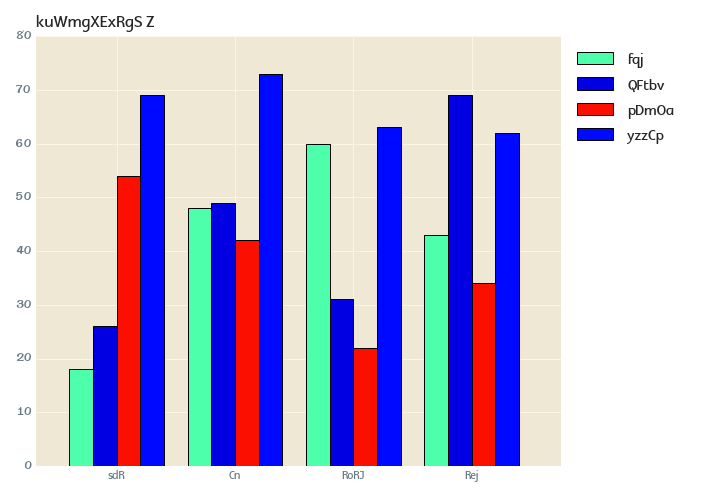 kuWmgXExRgS Z
80
70
60
50
40
30
20
10
0
sdR
Cn
RoRJ
Rej
fqj
QFtbv
pDmOa
yzzCp